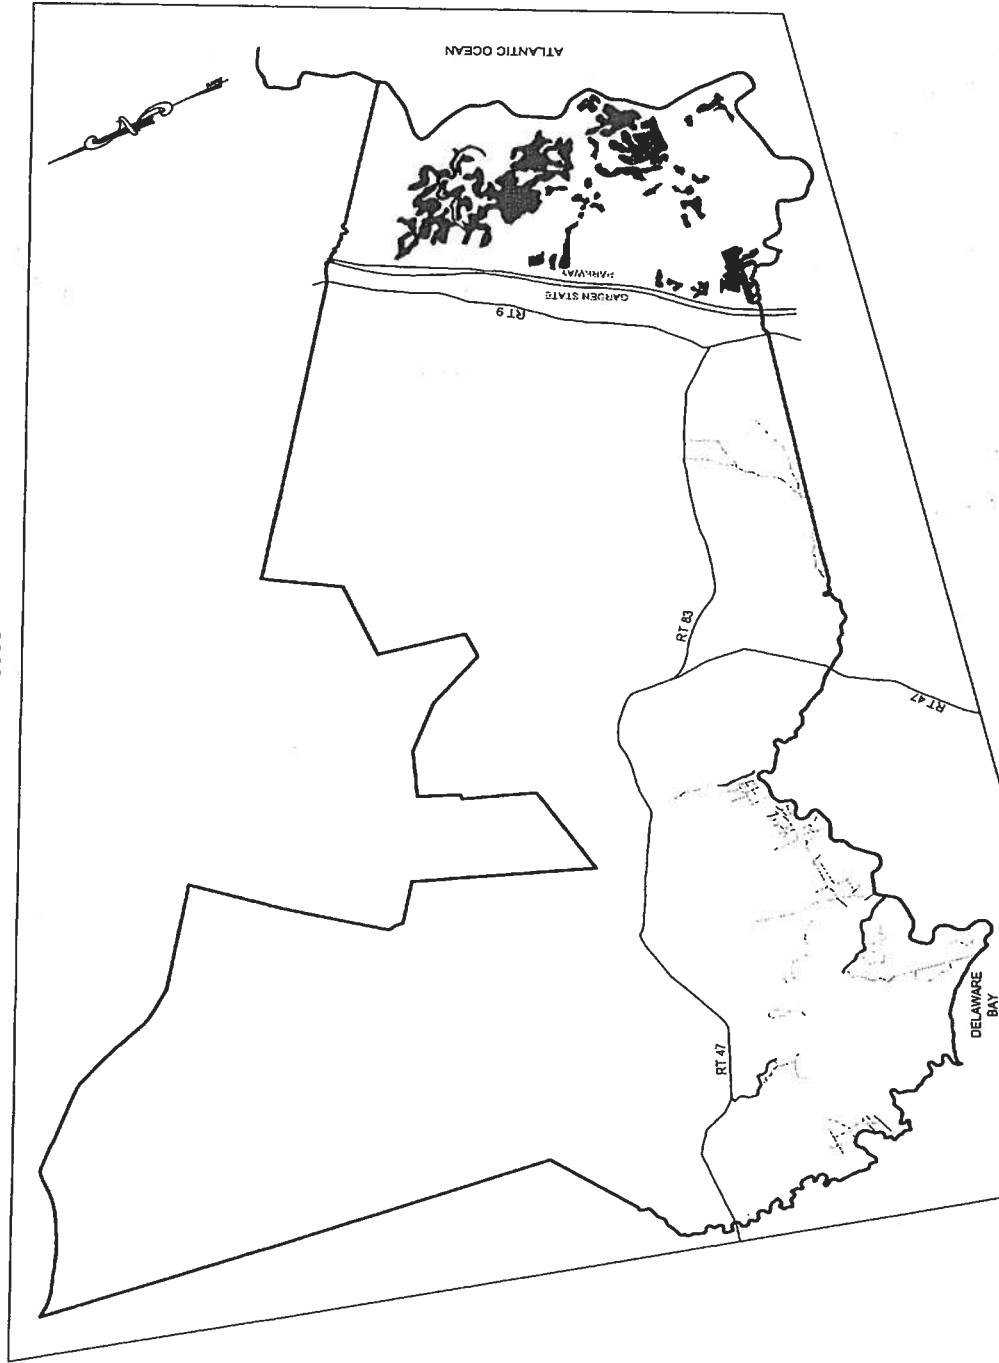 ATLANTIC OCEAN
GARDEN STATE
PARKWAY
RT 9
RT 83
RT 47
RT 47
DELAWARE
BAY